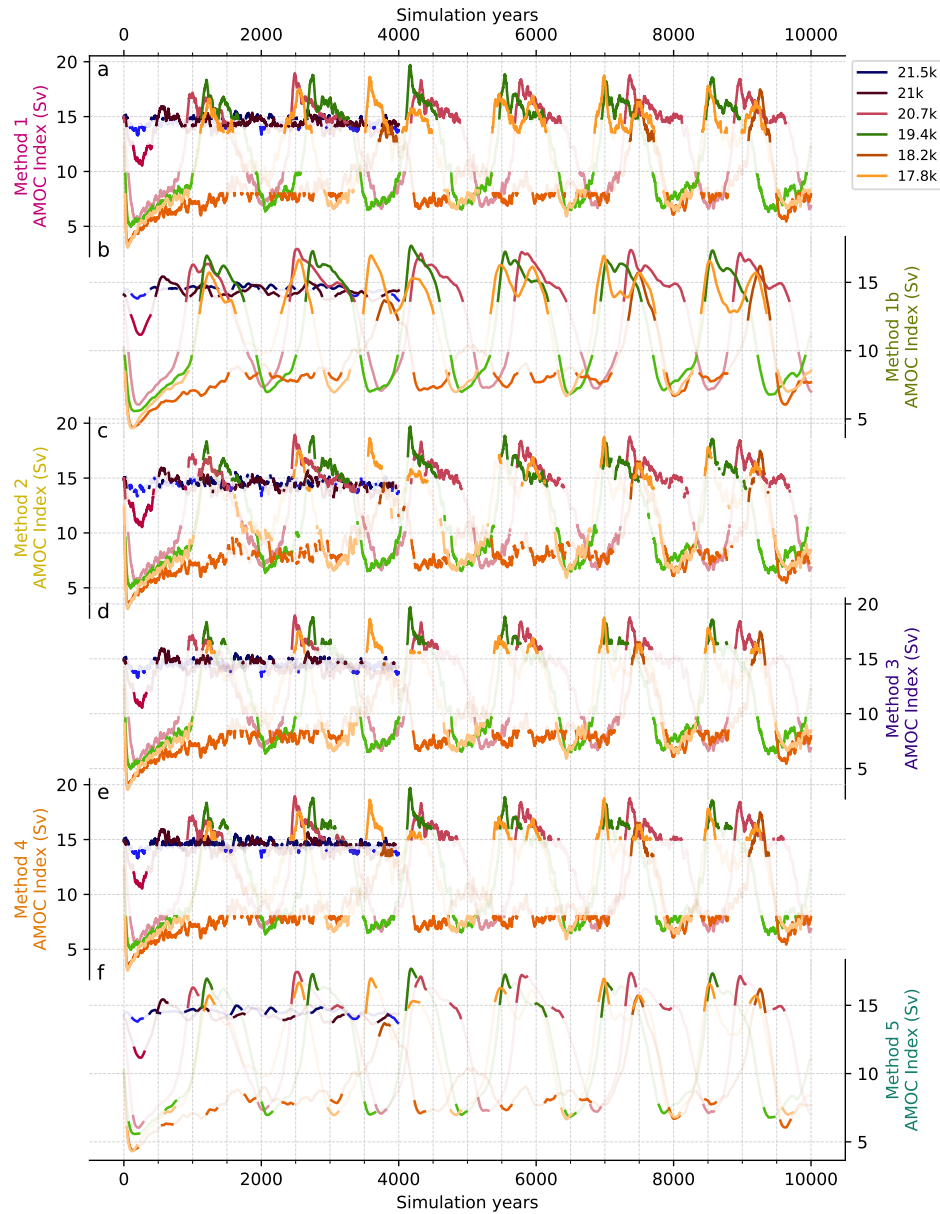 Simulation years
0 2000 4000 6000 8000 10000
a
20
15
10
5
Method 1
AMOC Index (Sv)
21.5k
21k
20.7k
19.4k
18.2k
17.8k
b
15
10
5
Method 1b
AMOC Index (Sv)
c
20
15
10
5
Method 2
AMOC Index (Sv)
d
20
15
10
5
Method 3
AMOC Index (Sv)
e
20
15
10
5
Method 4
AMOC Index (Sv)
f
15
10
5
Method 5
AMOC Index (Sv)
0 2000 4000 6000 8000 10000
Simulation years